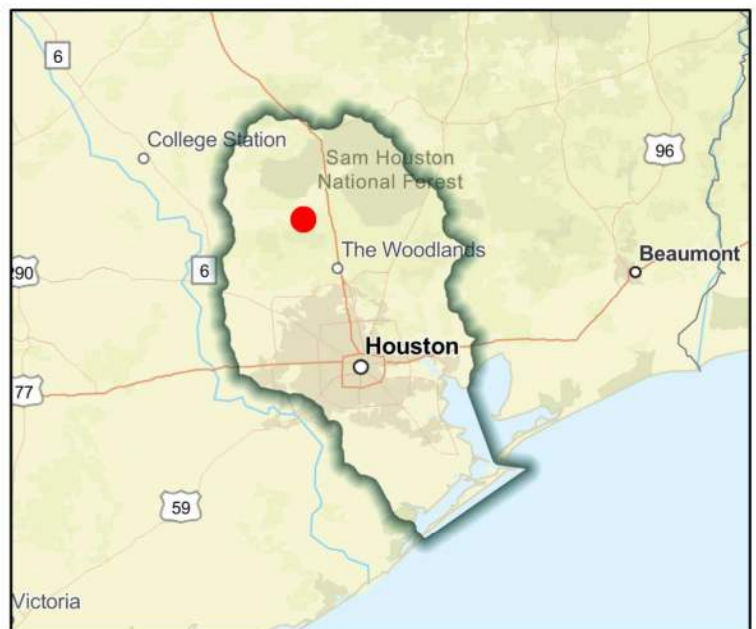 6
College Station
Sam Houston
National Forest
96
The Woodlands
Beaumont
290
6
Houston
77
59
Victoria